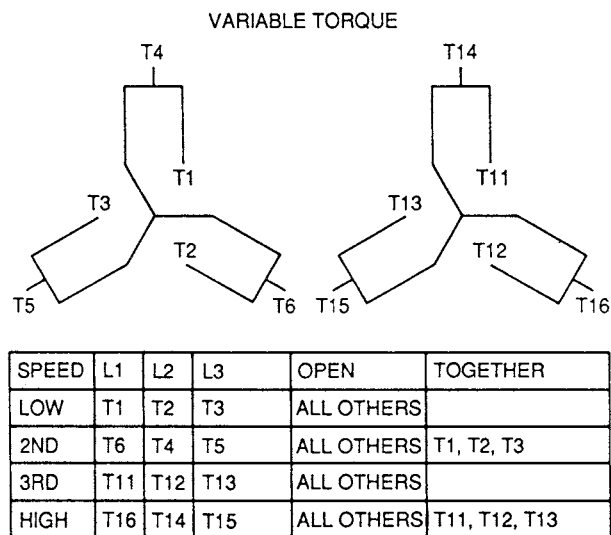 VARIABLE TORQUE
T4 T14
T1 T11
T3 T13
T2 T12
T5 T6 T15 T16
SPEED L1 L2 L3 OPEN TOGETHER
LOW T1 T2 T3 ALL OTHERS
2ND T6 T4 T5 ALL OTHERS T1, T2, T3
3RD T11 T12 T13 ALL OTHERS
HIGH T16 T14 T15 ALL OTHERS T11, T12, T13